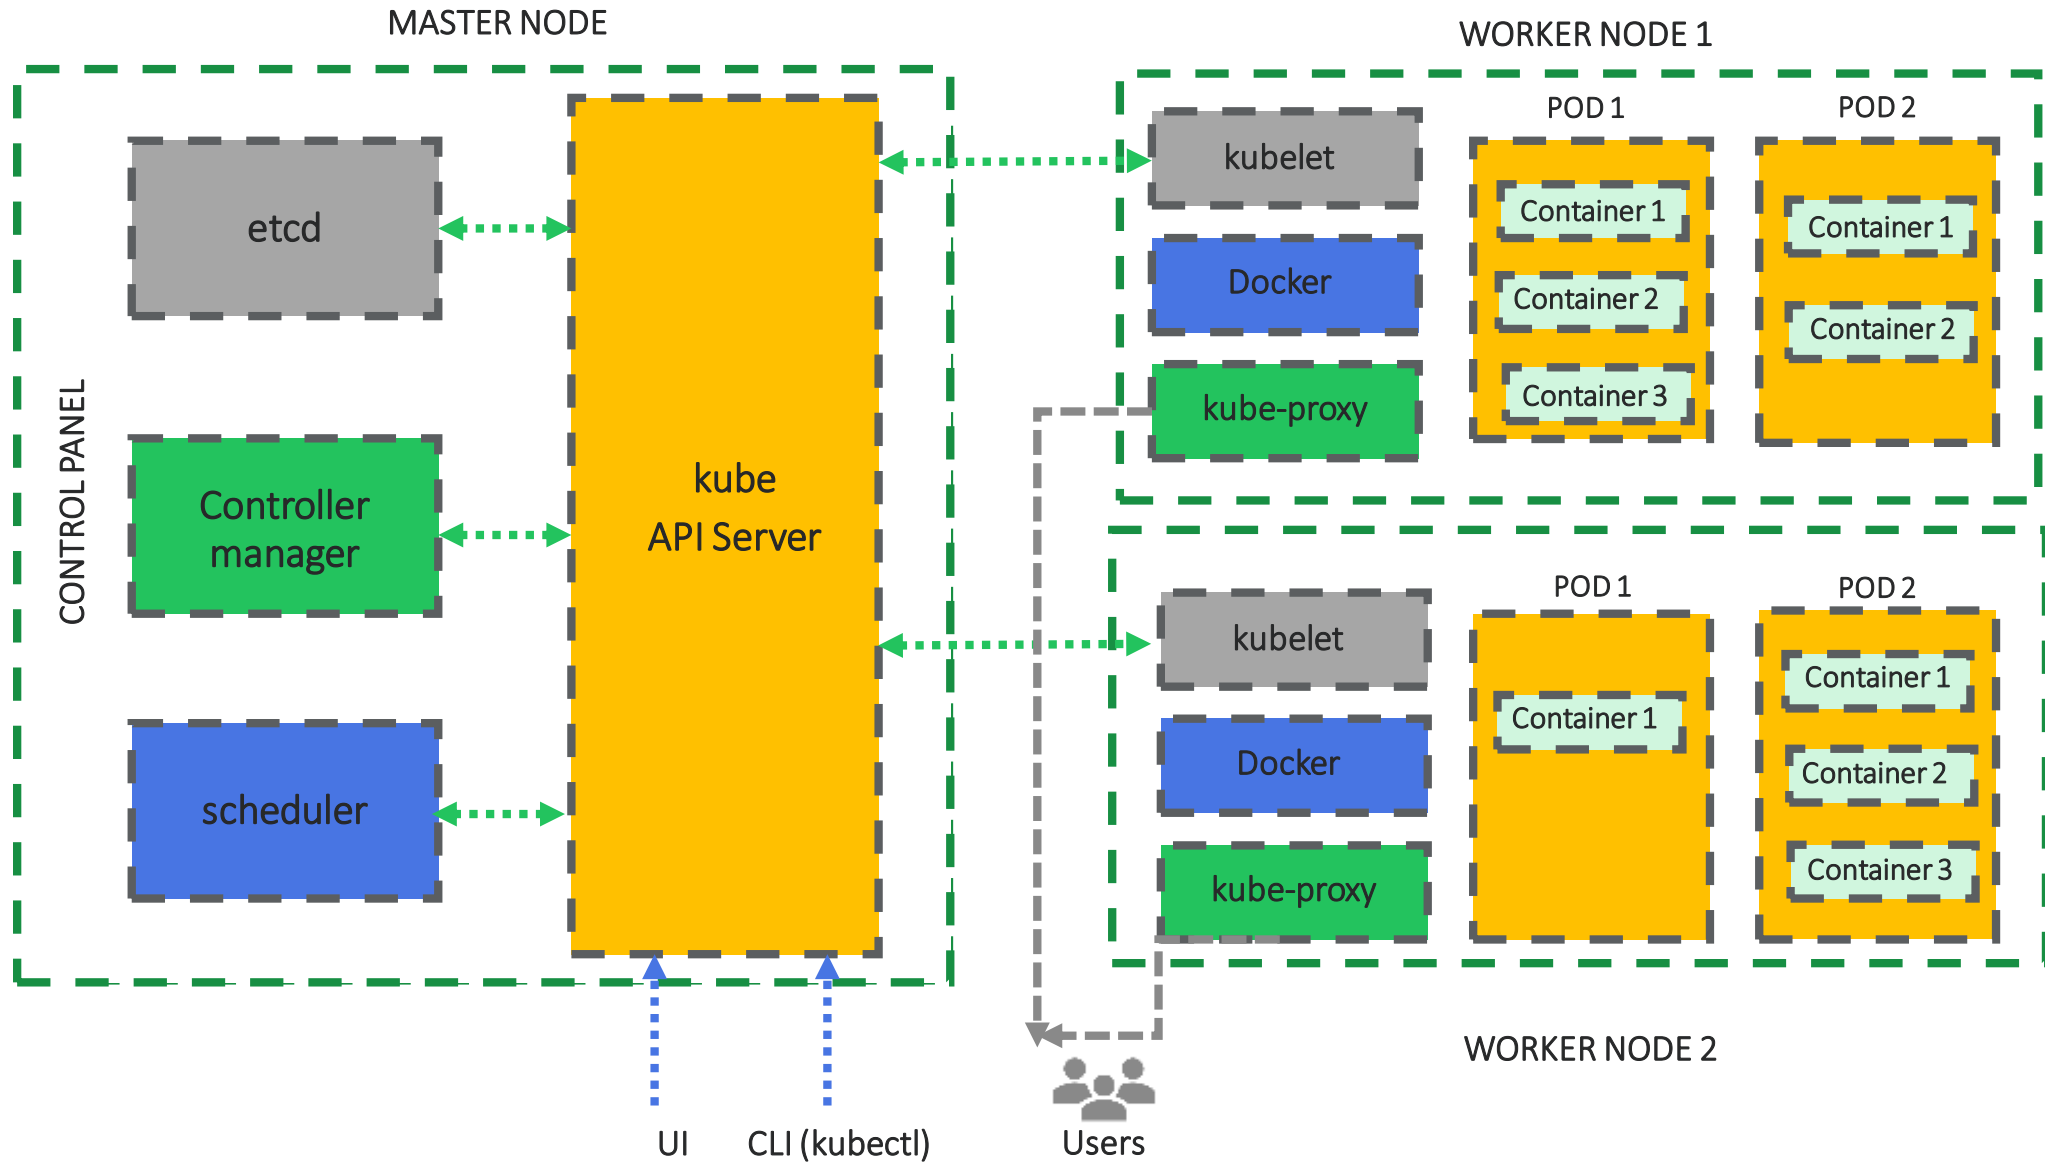 MASTER NODE
CONTROL PANEL
etcd
Controller
manager
scheduler
kube
API Server
UI
CLI (kubectl)
Users
WORKER NODE 1
kubelet
Docker
kube-proxy
POD 1
Container 1
Container 2
Container 3
POD 2
Container 1
Container 2
kubelet
Docker
kube-proxy
POD 1
Container 1
POD 2
Container 1
Container 2
Container 3
WORKER NODE 2